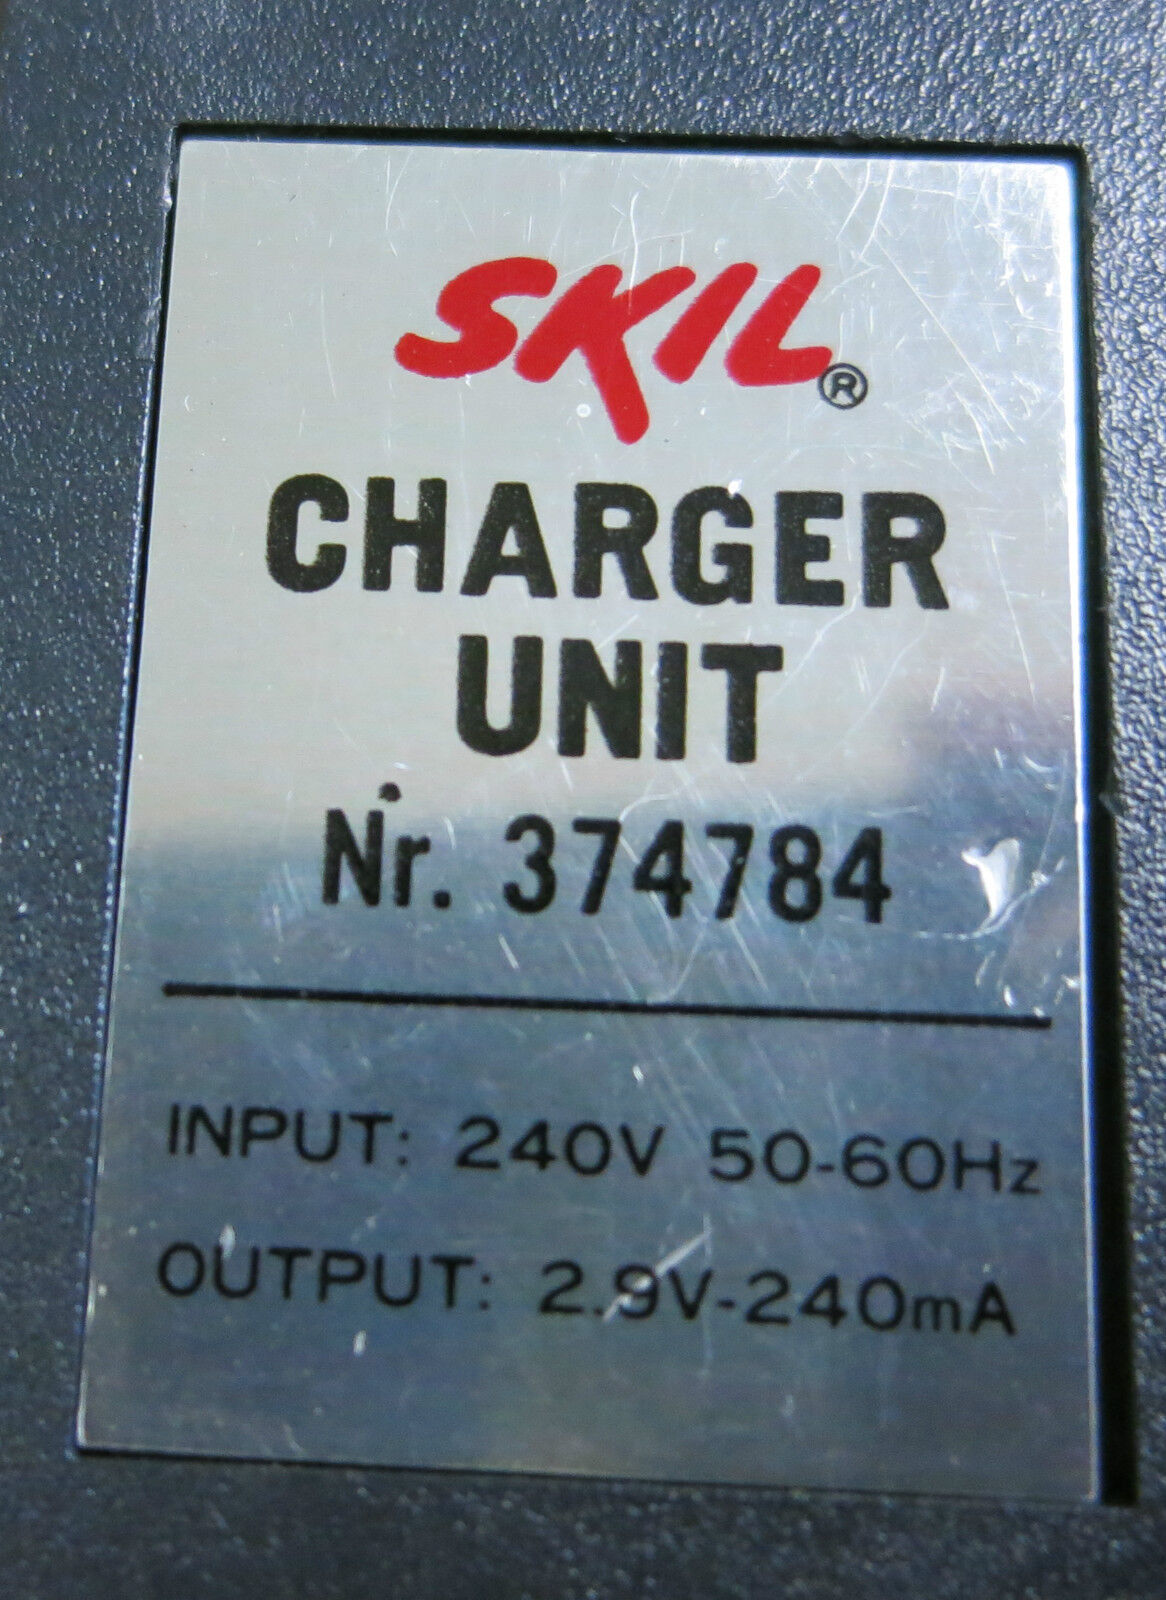 SKIL®
CHARGER
UNIT
Nr. 374784
INPUT: 240V 50-60Hz
OUTPUT: 2.9V-240mA